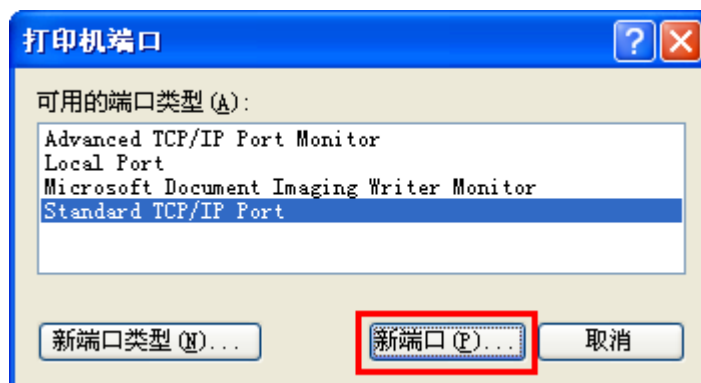 打印机端口
可用的端口类型(A):
Advanced TCP/IP Port Monitor
Local Port
Microsoft Document Imaging Writer Monitor
Standard TCP/IP Port
新端口类型(N)... 新端口(P)... 取消